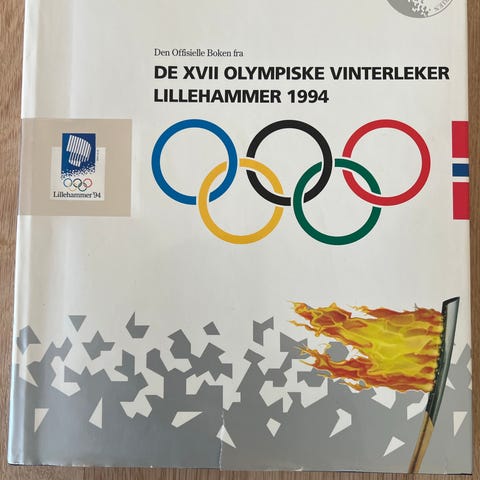 Den Offisielle Boken fra
DE XVII OLYMPISKE VINTERLEKER
LILLEHAMMER 1994
Lillehammer '94